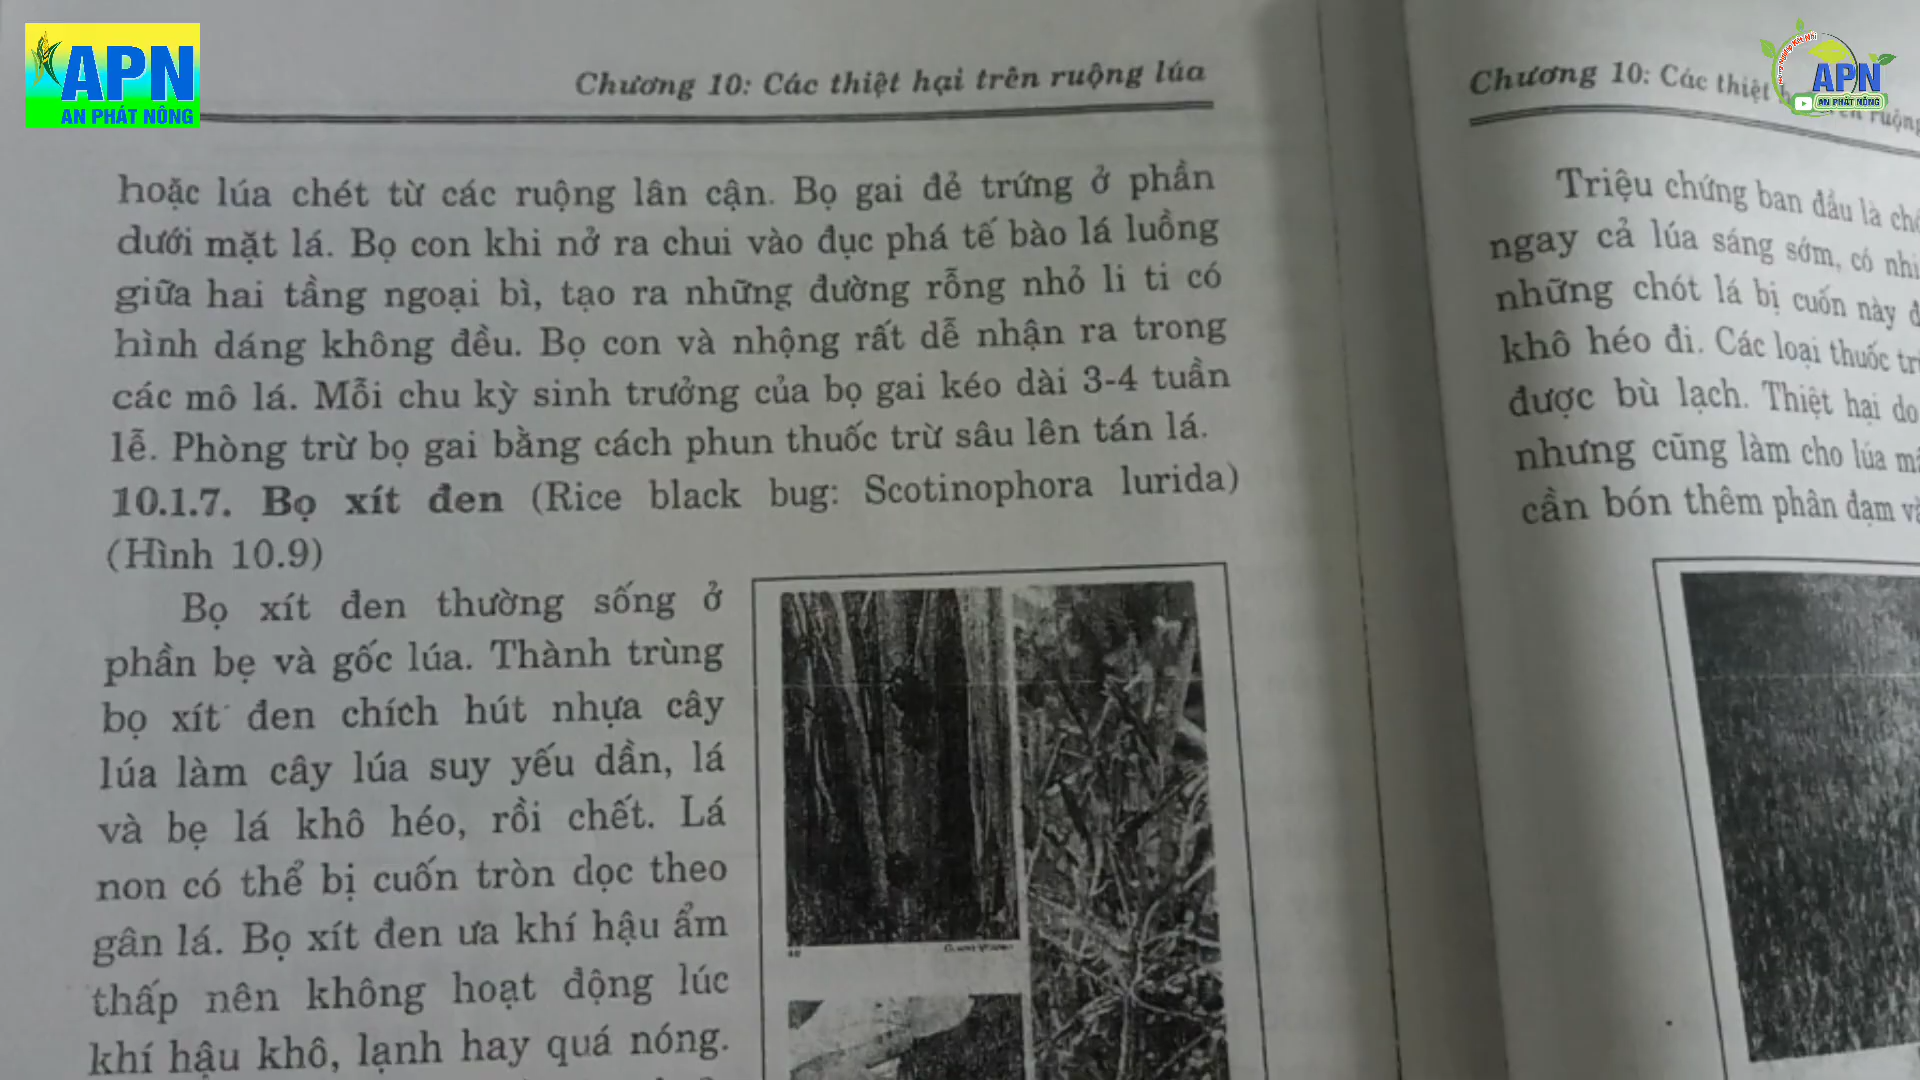 APN
AN PHÁT NÔNG
Chương 10: Các thiệt hại trên ruộng lúa
hoặc lúa chét từ các ruộng lân cận. Bọ gai đẻ trứng ở phần
dưới mặt lá. Bọ con khi nở ra chui vào đục phá tế bào lá luồng
giữa hai tầng ngoại bì, tạo ra những đường rỗng nhỏ li ti có
hình dáng không đều. Bọ con và nhộng rất dễ nhận ra trong
các mô lá. Mỗi chu kỳ sinh trưởng của bọ gai kéo dài 3-4 tuần
lễ. Phòng trừ bọ gai bằng cách phun thuốc trừ sâu lên tán lá.
10.1.7. Bọ xít đen (Rice black bug: Scotinophora lurida)
(Hình 10.9)
Bọ xít đen thường sống ở
phần bẹ và gốc lúa. Thành trùng
bọ xít đen chích hút nhựa cây
lúa làm cây lúa suy yếu dần, lá
và bẹ lá khô héo, rồi chết. Lá
non có thể bị cuốn tròn dọc theo
gân lá. Bọ xít đen ưa khí hậu ẩm
thấp nên không hoạt động lúc
khí hậu khô, lạnh hay quá nóng.
Chương 10: Các thiệt
ruộng
APN
AN PHÁT NÔNG
Triệu chứng ban đầu là
ngay cả lúa sáng sớm, có
những chót lá bị cuốn này
khô héo đi. Các loại thuốc
được bù lạch. Thiệt hại do
nhưng cũng làm cho lúa
cần bón thêm phân đạm